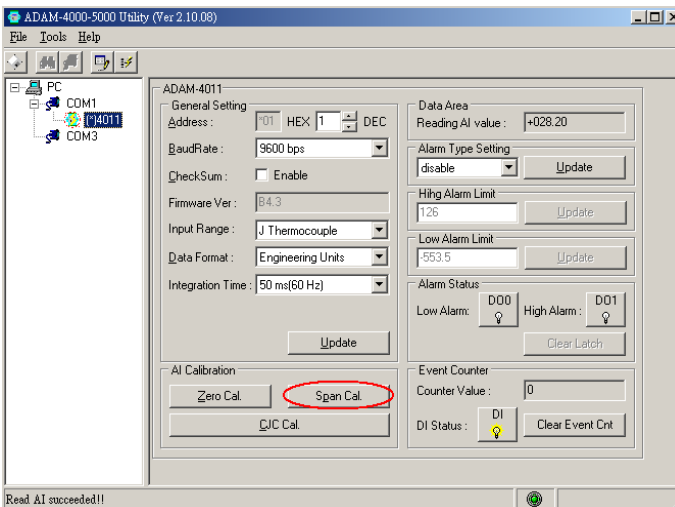 ADAM-4000-5000 Utility (Ver 2.10.08)
File Tools Help
PC
COM1
(*)4011
COM3
ADAM-4011
General Setting
Address : *01 HEX 1 DEC
BaudRate : 9600 bps
CheckSum : Enable
Firmware Ver : B4.3
Input Range : J Thermocouple
Data Format : Engineering Units
Integration Time : 50 ms(60 Hz)
Update
AI Calibration
Zero Cal. Span Cal.
CJC Cal.
Data Area
Reading AI value : +028.20
Alarm Type Setting
disable Update
Hihg Alarm Limit
126 Update
Low Alarm Limit
-553.5 Update
Alarm Status
Low Alarm: DO0 High Alarm : DO1
Clear Latch
Event Counter
Counter Value : 0
DI Status : DI Clear Event Cnt
Read AI succeeded!!